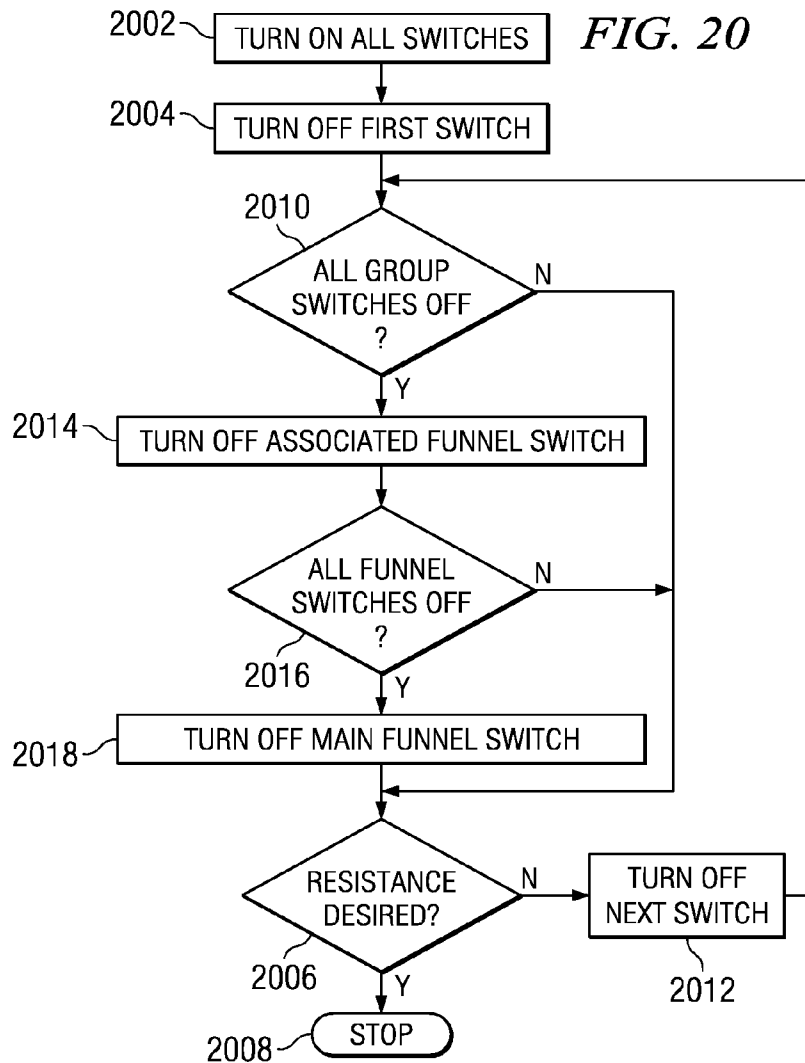 FIG. 20
2002
TURN ON ALL SWITCHES
2004
TURN OFF FIRST SWITCH
2010
ALL GROUP
SWITCHES OFF
?
N
Y
2014
TURN OFF ASSOCIATED FUNNEL SWITCH
ALL FUNNEL
SWITCHES OFF
?
N
2016
Y
2018
TURN OFF MAIN FUNNEL SWITCH
RESISTANCE
DESIRED?
N
TURN OFF
NEXT SWITCH
2006
2012
Y
2008
STOP